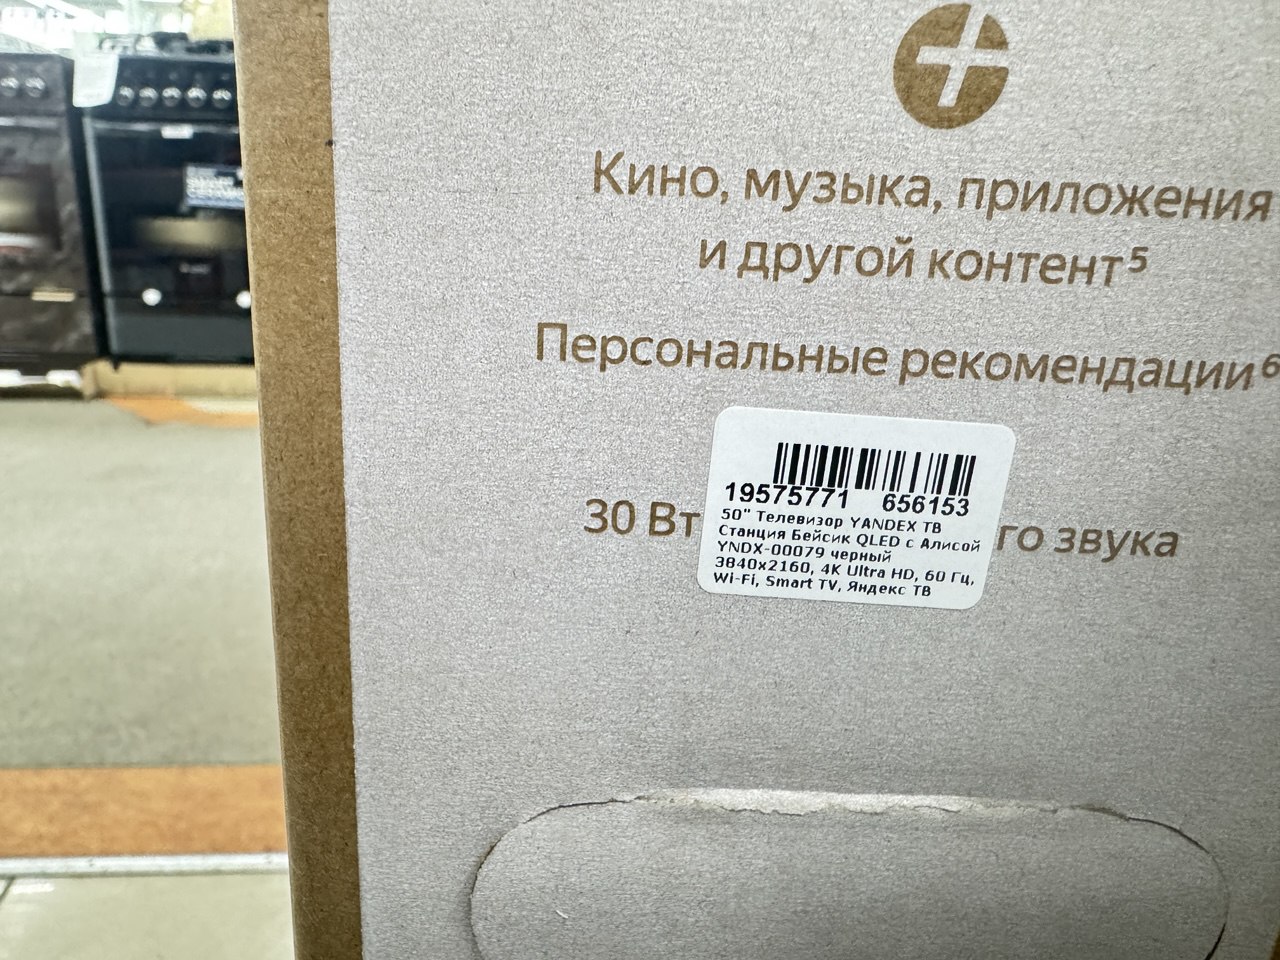 Кино, музыка, приложения
и другой контент⁵
Персональные рекомендации⁶
30 Вт го звука
19575771 656153
50" Телевизор YANDEX ТВ
Станция Бейсик QLED с Алисой
YNDX-00079 черный
3840x2160, 4K Ultra HD, 60 Гц,
Wi-Fi, Smart TV, Яндекс ТВ